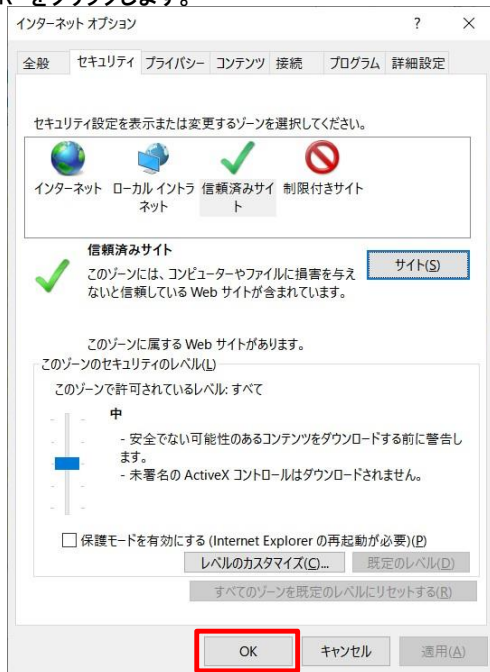 をクリックします。
インターネット オプション ? ×
全般 セキュリティ プライバシー コンテンツ 接続 プログラム 詳細設定
セキュリティ設定を表示または変更するゾーンを選択してください。
インターネット ローカル イントラ 信頼済みサイ 制限付きサイト
ネット ト
信頼済みサイト
サイト(S)
このゾーンには、コンピューターやファイルに損害を与え
ないと信頼している Web サイトが含まれています。
このゾーンに属する Web サイトがあります。
このゾーンのセキュリティのレベル(L)
このゾーンで許可されているレベル: すべて
中
- 安全でない可能性のあるコンテンツをダウンロードする前に警告し
ます。
- 未署名の ActiveX コントロールはダウンロードされません。
保護モードを有効にする (Internet Explorer の再起動が必要)(P)
レベルのカスタマイズ(C)... 既定のレベル(D)
すべてのゾーンを既定のレベルにリセットする(R)
OK キャンセル 適用(A)